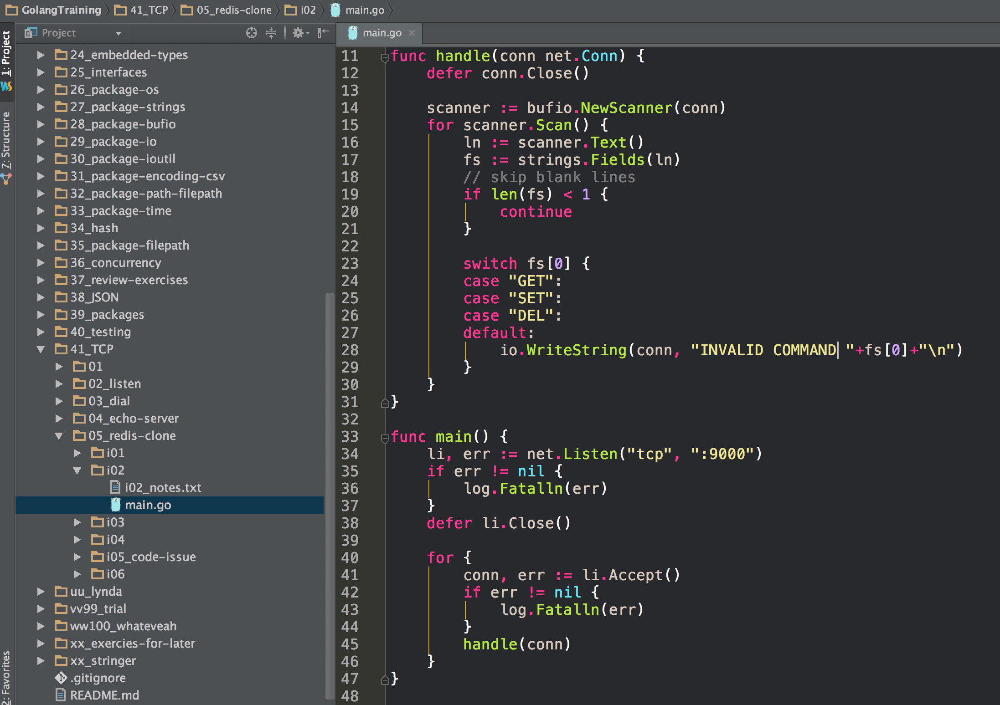 GolangTraining 41_TCP 05_redis-clone i02 main.go
Project
main.go ×
1: Project
WS
7: Structure
2: Favorites
24_embedded-types
25_interfaces
26_package-os
27_package-strings
28_package-bufio
29_package-io
30_package-ioutil
31_package-encoding-csv
32_package-path-filepath
33_package-time
34_hash
35_package-filepath
36_concurrency
37_review-exercises
38_JSON
39_packages
40_testing
41_TCP
01
02_listen
03_dial
04_echo-server
05_redis-clone
i01
i02
i02_notes.txt
main.go
i03
i04
i05_code-issue
i06
uu_lynda
vv99_trial
ww100_whateveah
xx_exercies-for-later
xx_stringer
.gitignore
README.md
11 func handle(conn net.Conn) {
12     defer conn.Close()
13
14     scanner := bufio.NewScanner(conn)
15     for scanner.Scan() {
16         ln := scanner.Text()
17         fs := strings.Fields(ln)
18         // skip blank lines
19         if len(fs) < 1 {
20             continue
21         }
22
23         switch fs[0] {
24         case "GET":
25         case "SET":
26         case "DEL":
27         default:
28             io.WriteString(conn, "INVALID COMMAND "+fs[0]+"\n")
29         }
30     }
31 }
32
33 func main() {
34     li, err := net.Listen("tcp", ":9000")
35     if err != nil {
36         log.Fatalln(err)
37     }
38     defer li.Close()
39
40     for {
41         conn, err := li.Accept()
42         if err != nil {
43             log.Fatalln(err)
44         }
45         handle(conn)
46     }
47 }
48